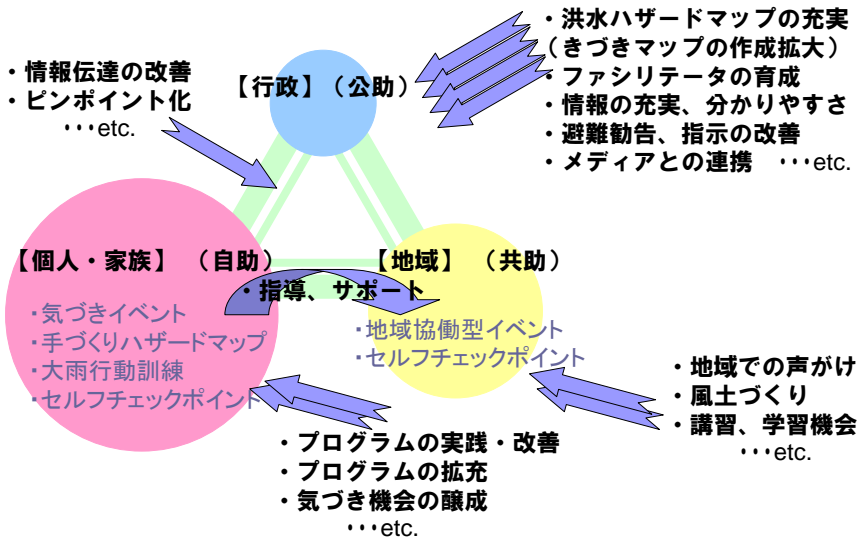 ・洪水ハザードマップの充実
（きづきマップの作成拡大）
・ファシリテータの育成
・情報の充実、分かりやすさ
・避難勧告、指示の改善
・メディアとの連携　･･･etc.
・情報伝達の改善
・ピンポイント化
･･･etc.
【行政】（公助）
【個人・家族】（自助）
【地域】（共助）
・指導、サポート
・気づきイベント
・手づくりハザードマップ
・大雨行動訓練
・セルフチェックポイント
・地域協働型イベント
・セルフチェックポイント
・地域での声がけ
・風土づくり
・講習、学習機会
･･･etc.
・プログラムの実践・改善
・プログラムの拡充
・気づき機会の醸成
･･･etc.